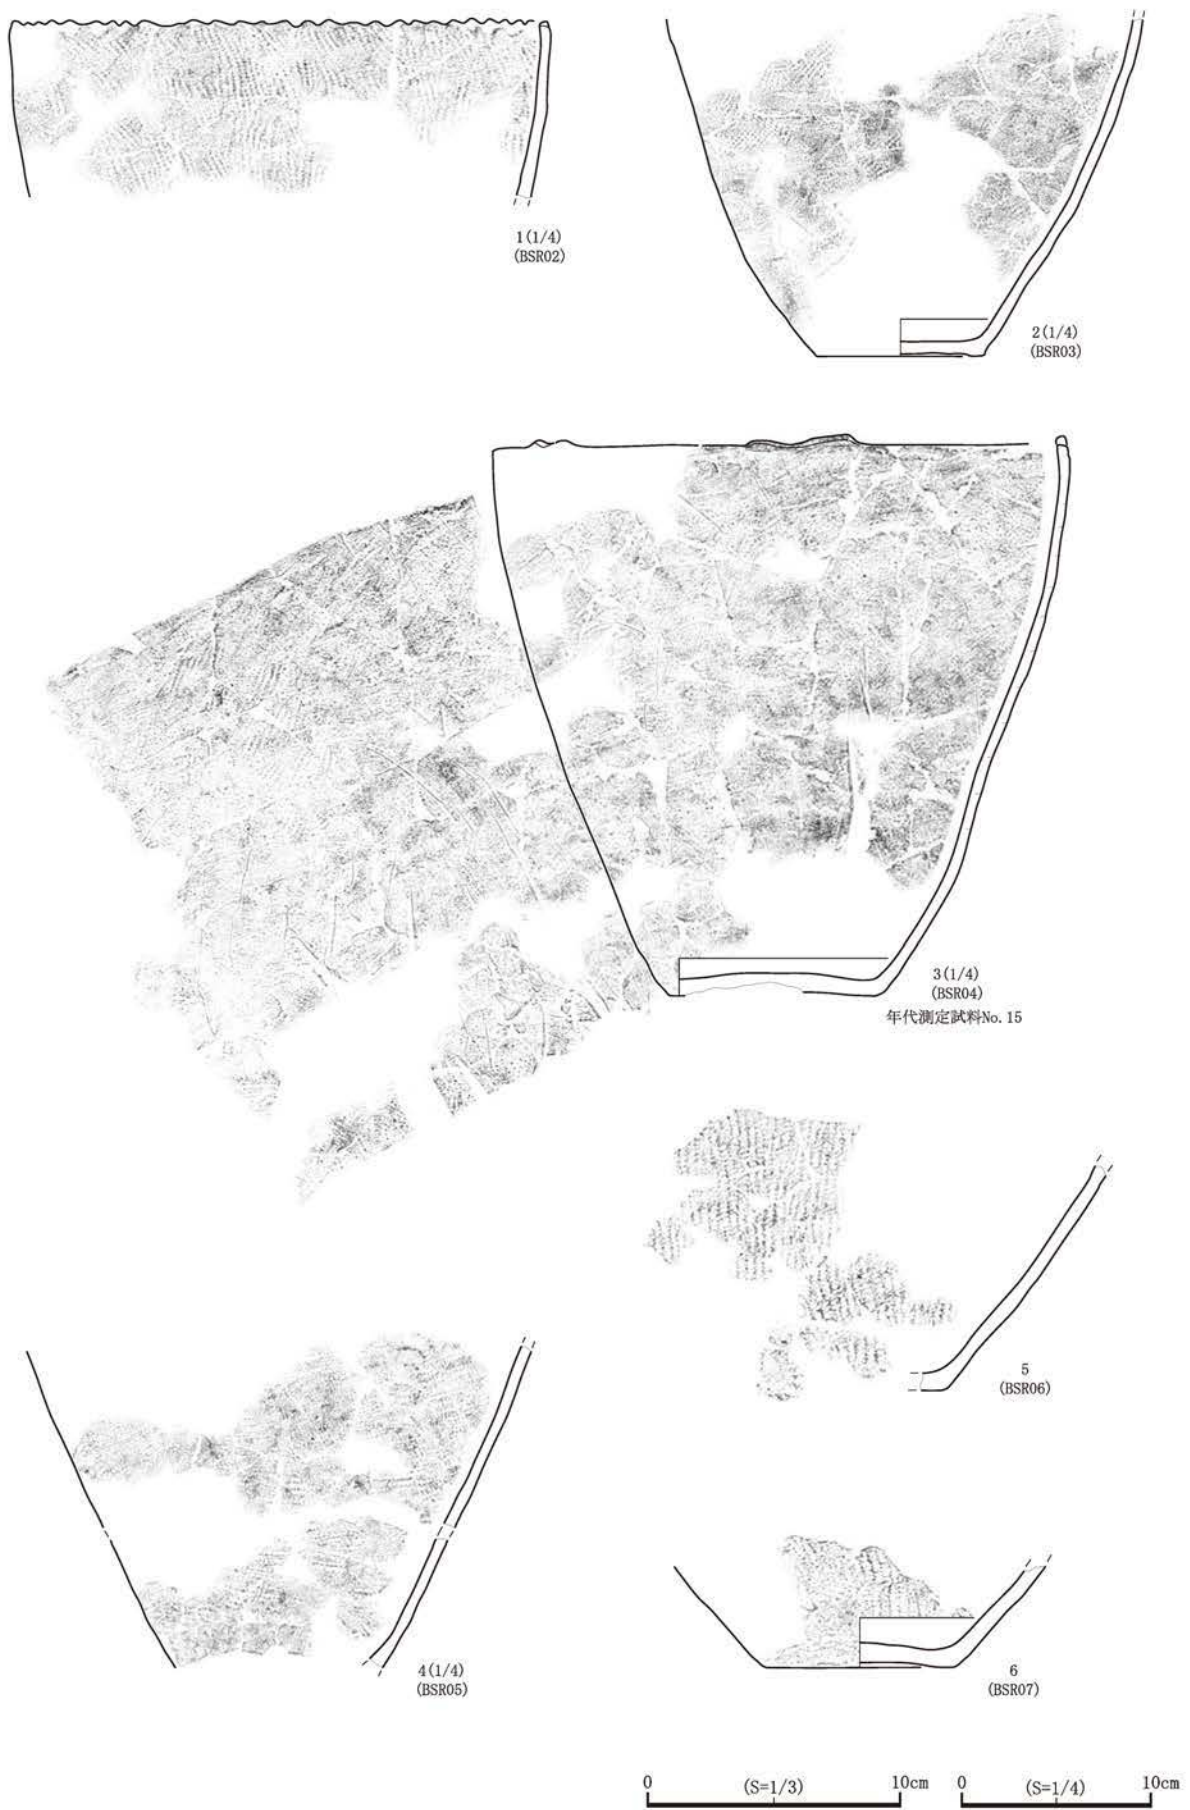 1(1/4)
(BSR02)
2(1/4)
(BSR03)
3(1/4)
(BSR04)
年代測定試料No.15
5
(BSR06)
4(1/4)
(BSR05)
6
(BSR07)
0 (S=1/3) 10cm 0 (S=1/4) 10cm